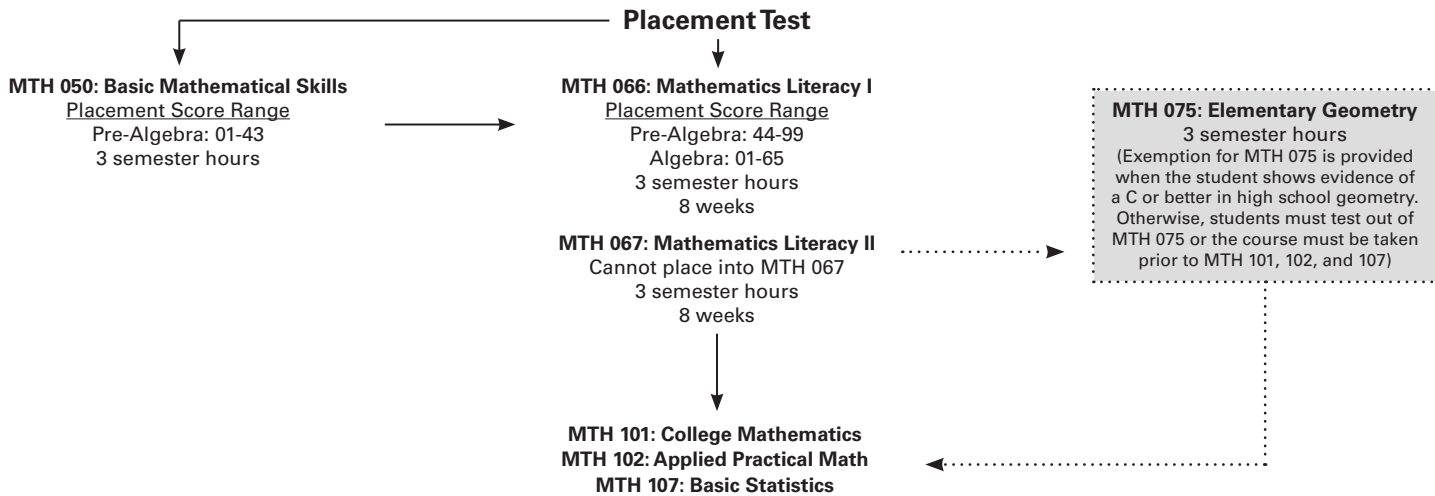 Placement Test
MTH 050: Basic Mathematical Skills
Placement Score Range
Pre-Algebra: 01-43
3 semester hours
MTH 066: Mathematics Literacy I
Placement Score Range
Pre-Algebra: 44-99
Algebra: 01-65
3 semester hours
8 weeks
MTH 067: Mathematics Literacy II
Cannot place into MTH 067
3 semester hours
8 weeks
MTH 075: Elementary Geometry
3 semester hours
(Exemption for MTH 075 is provided
when the student shows evidence of
a C or better in high school geometry.
Otherwise, students must test out of
MTH 075 or the course must be taken
prior to MTH 101, 102, and 107)
MTH 101: College Mathematics
MTH 102: Applied Practical Math
MTH 107: Basic Statistics